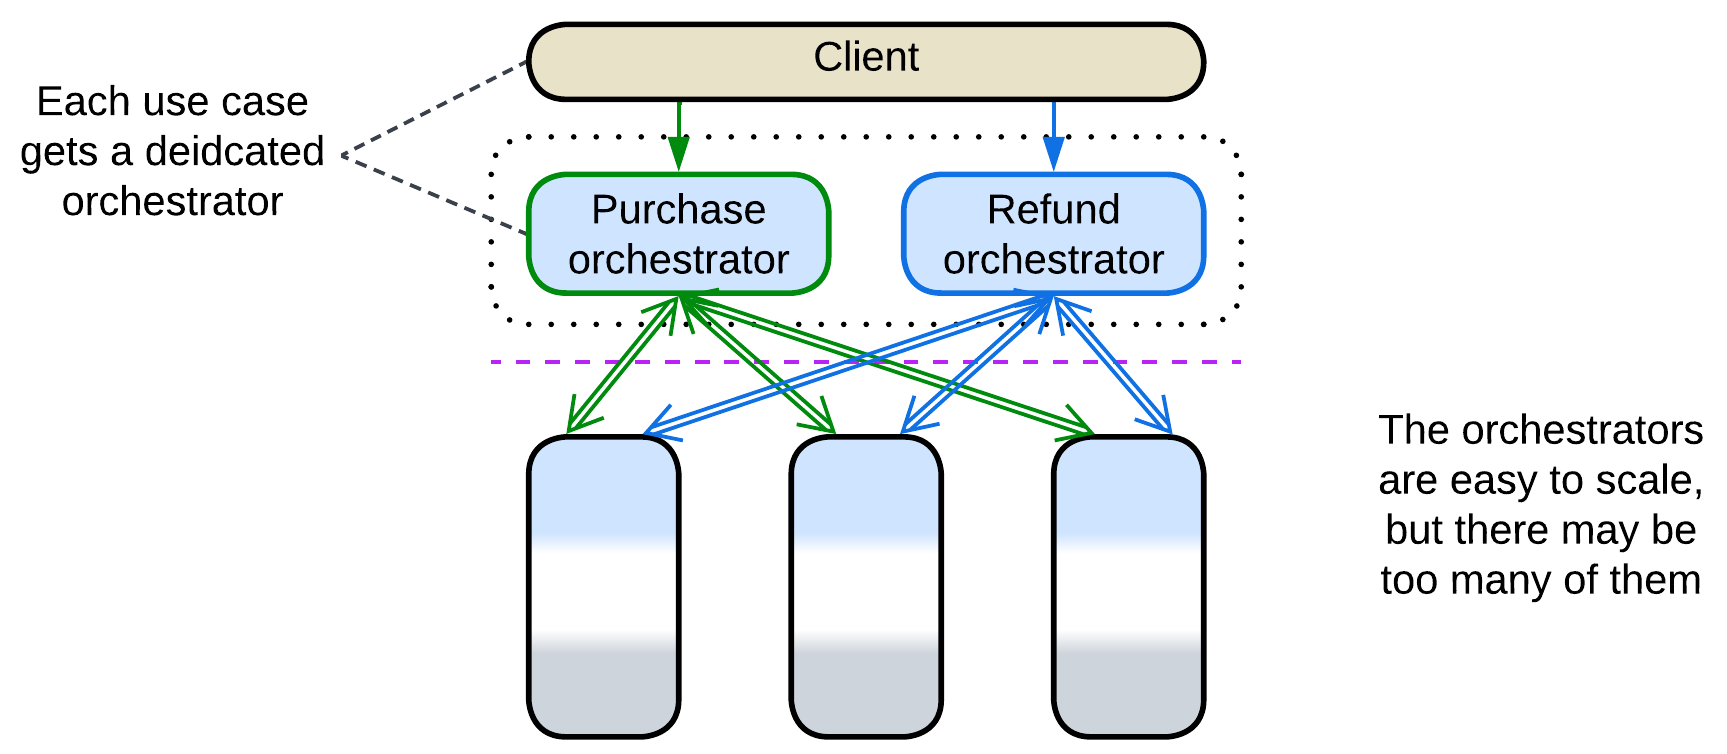 Client
Each use case
gets a deidcated
orchestrator
Purchase
orchestrator
Refund
orchestrator
The orchestrators
are easy to scale,
but there may be
too many of them